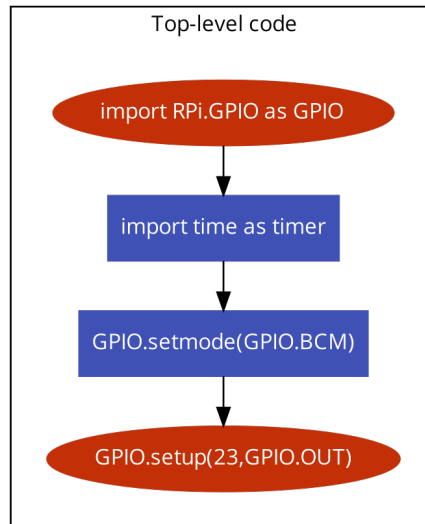 Top-level code
import RPi.GPIO as GPIO
import time as timer
GPIO.setmode(GPIO.BCM)
GPIO.setup(23,GPIO.OUT)